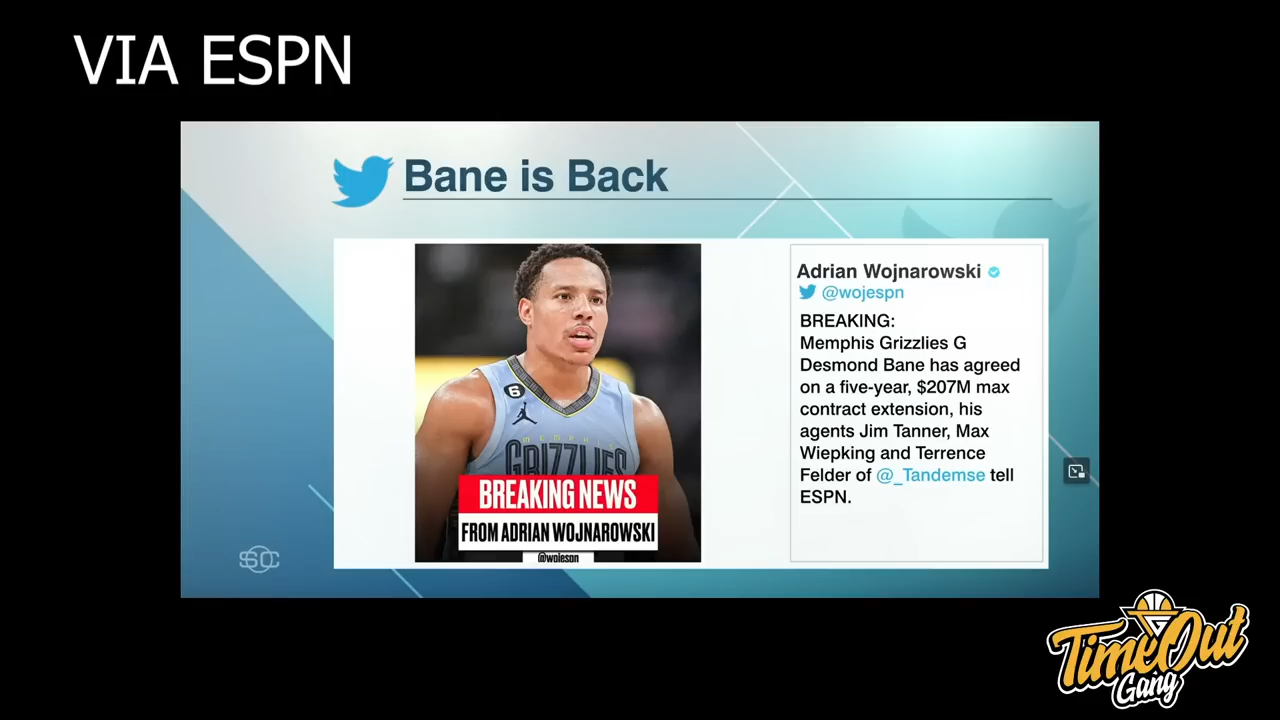 VIA ESPN
Bane is Back
6
MEMPHIS
GRIZZLIES
BREAKING NEWS
FROM ADRIAN WOJNAROWSKI
@wojespn
Adrian Wojnarowski
@wojespn
BREAKING:
Memphis Grizzlies G
Desmond Bane has agreed
on a five-year, $207M max
contract extension, his
agents Jim Tanner, Max
Wiepking and Terrence
Felder of @_Tandemse tell
ESPN.
SC
TimeOut
Gang